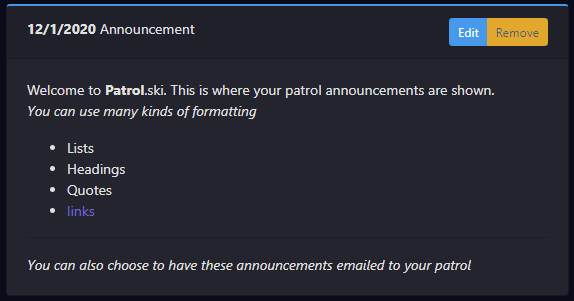 12/1/2020 Announcement
Edit
Remove
Welcome to Patrol.ski. This is where your patrol announcements are shown.
You can use many kinds of formatting
Lists
Headings
Quotes
links
You can also choose to have these announcements emailed to your patrol